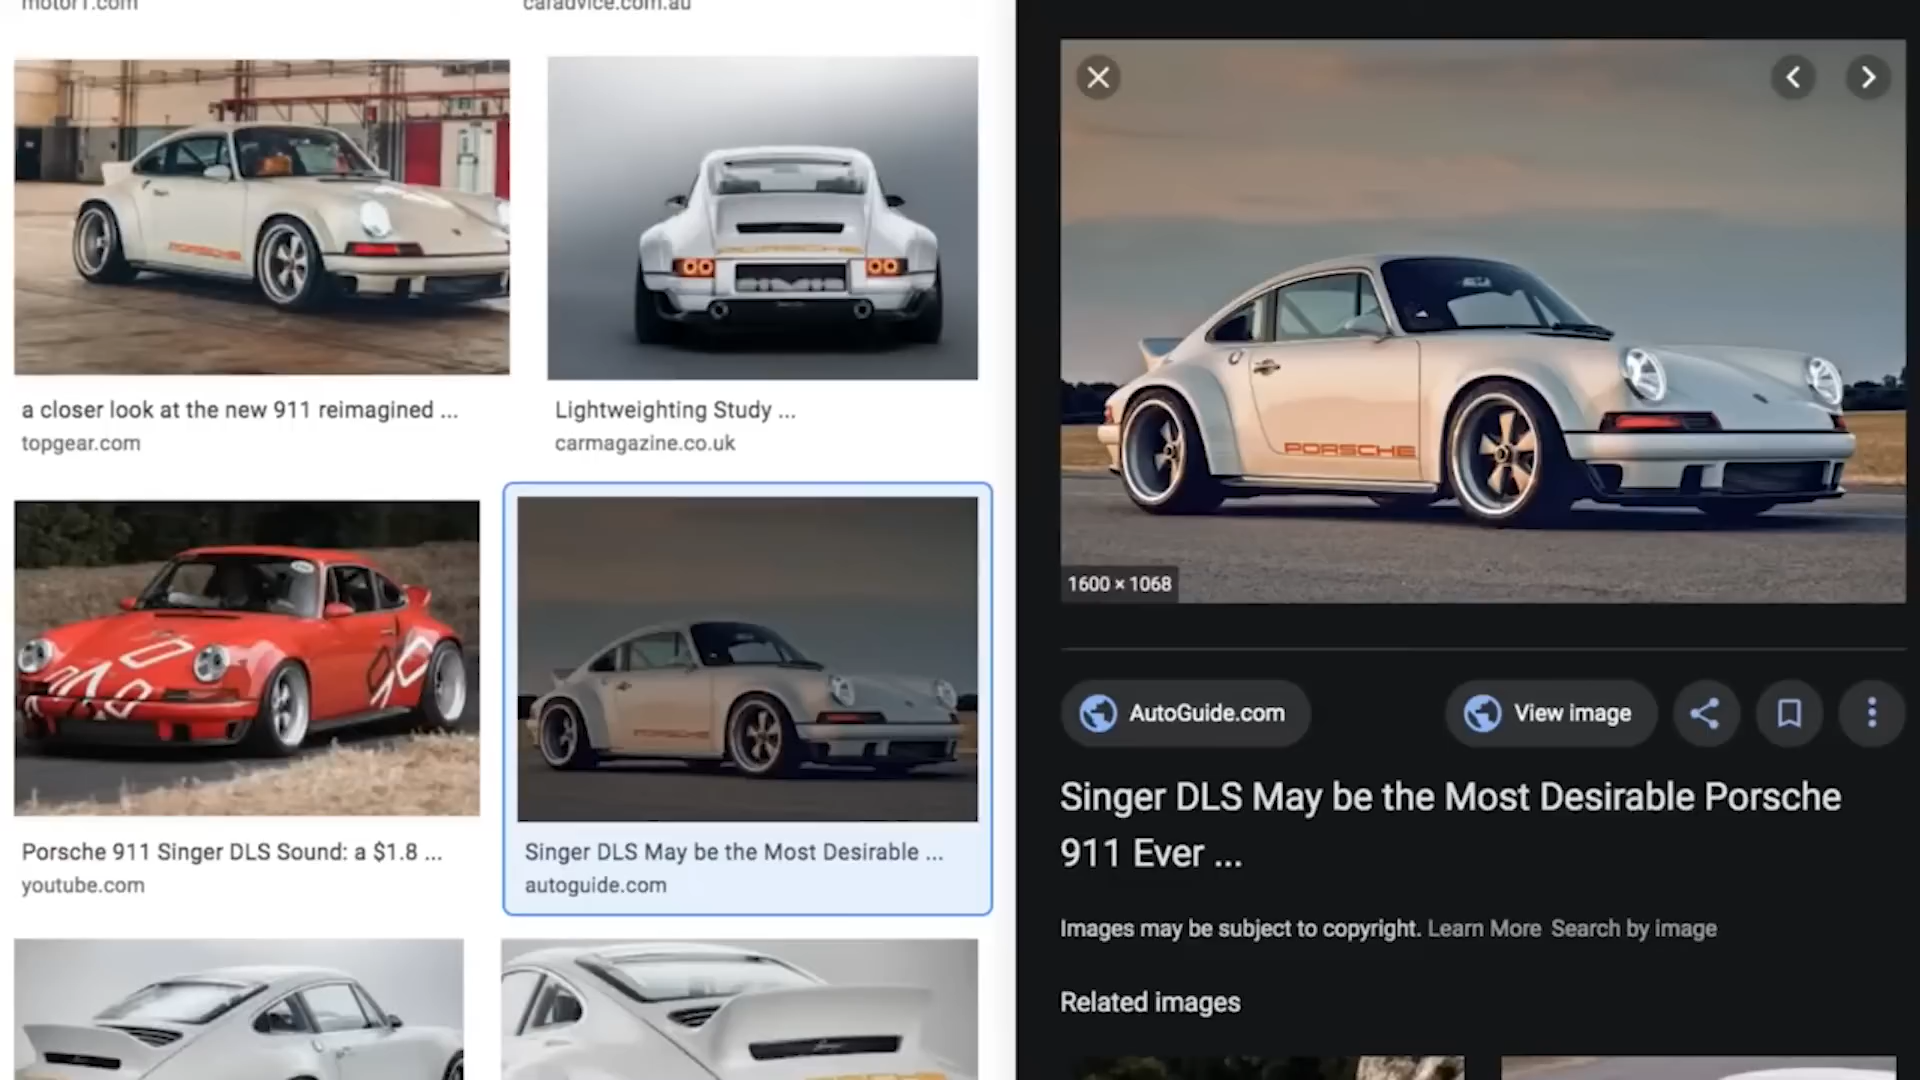 motor1.com
caradvice.com.au
PORSCHE
a closer look at the new 911 reimagined ...
topgear.com
PORSCHE
Lightweighting Study ...
carmagazine.co.uk
Porsche 911 Singer DLS Sound: a $1.8 ...
youtube.com
PORSCHE
Singer DLS May be the Most Desirable ...
autoguide.com
PORSCHE
1600 × 1068
AutoGuide.com
View image
Singer DLS May be the Most Desirable Porsche
911 Ever ...
Images may be subject to copyright. Learn More Search by image
Related images